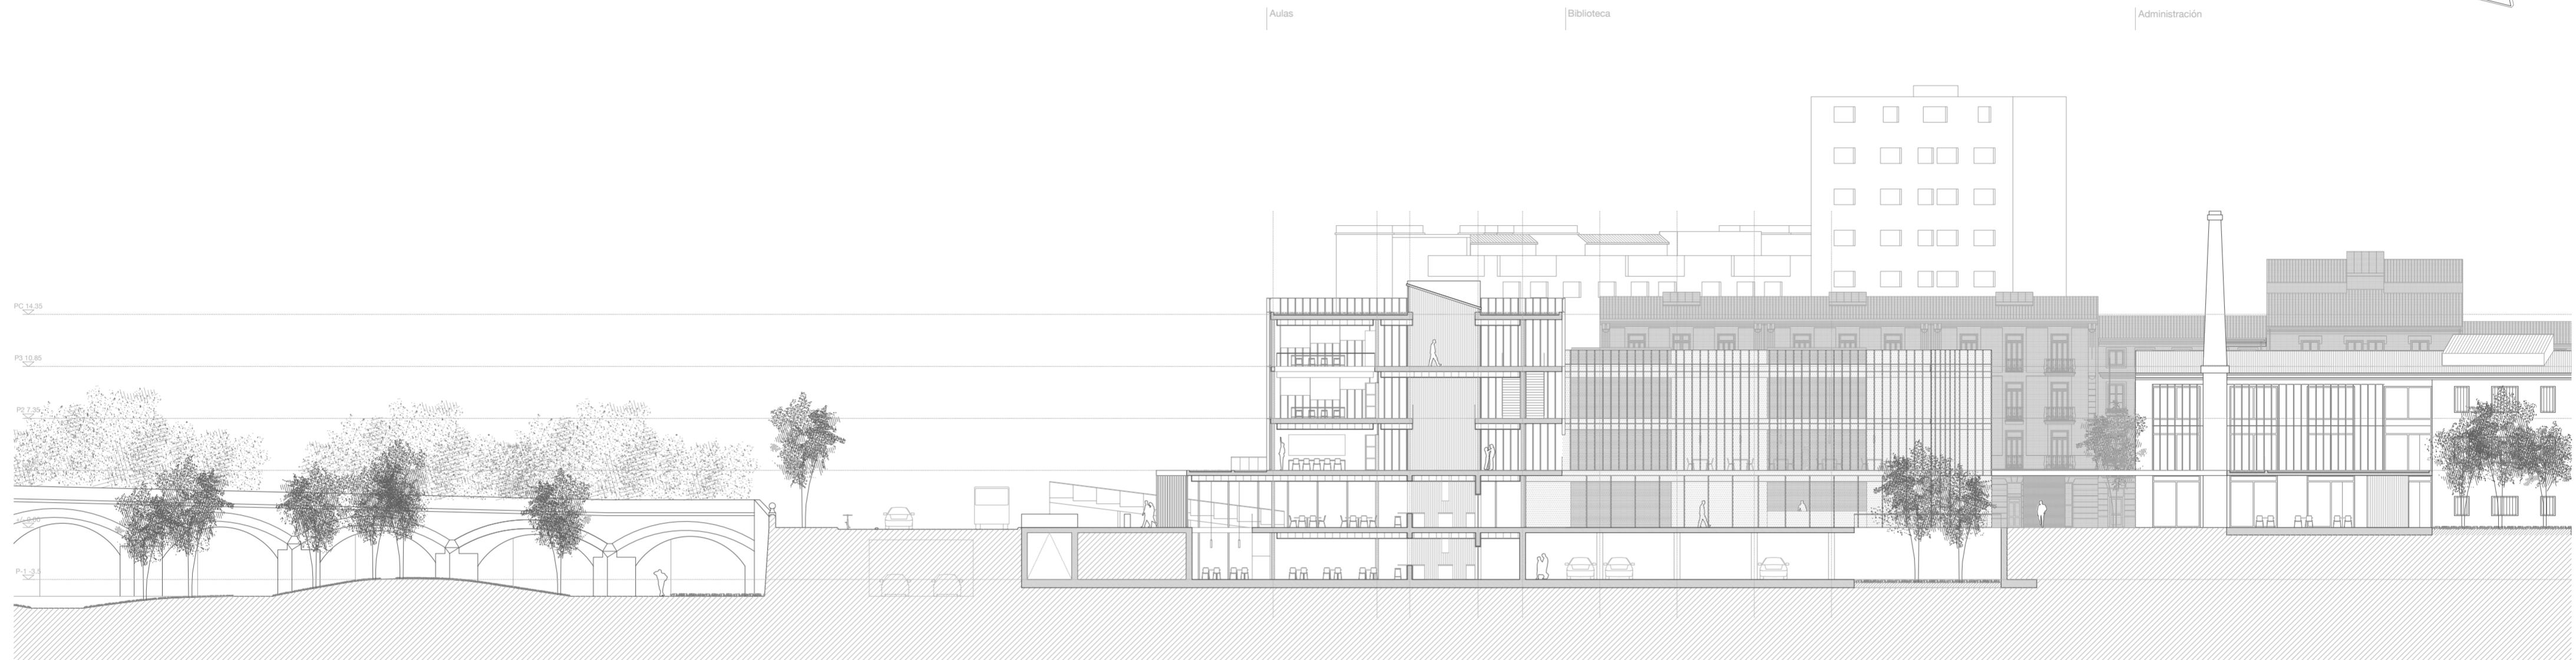 Aulas
Biblioteca
Administración
PC 14,35
P3 10,85
P2 7,35
P-1 -3,5